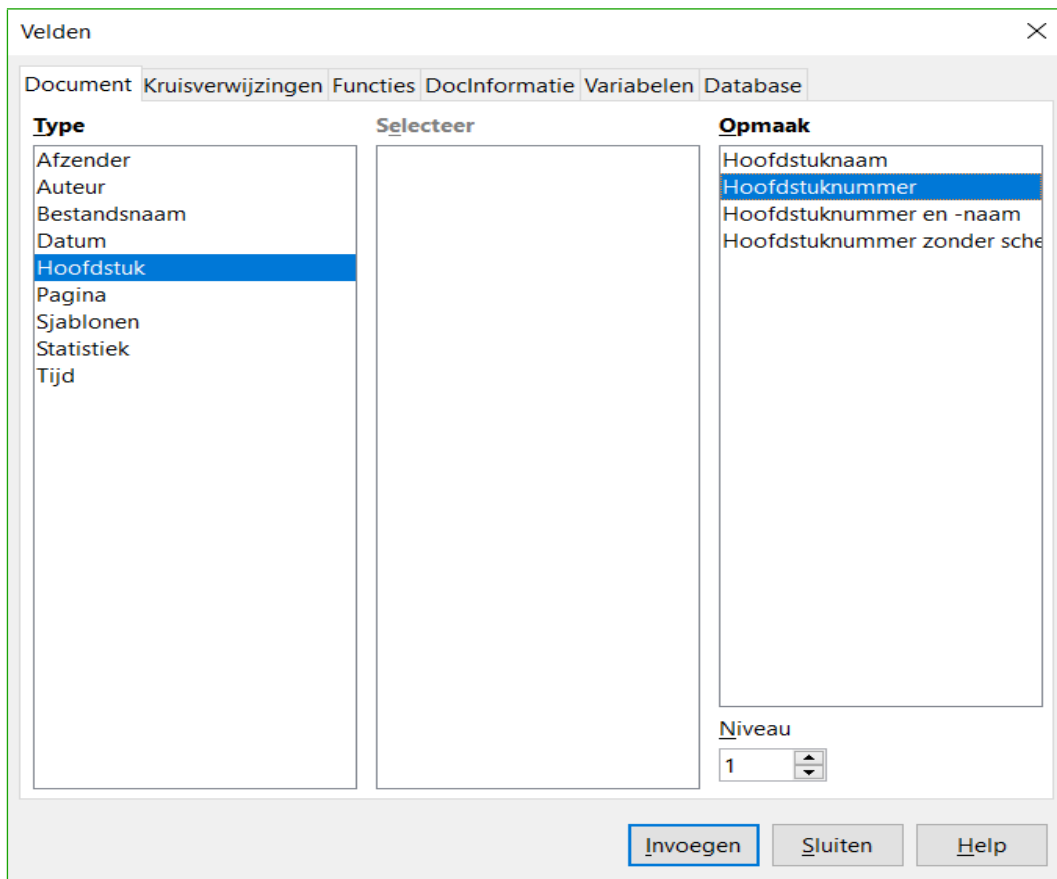 Velden
Document Kruisverwijzingen Functies DocInformatie Variabelen Database
Type
Afzender
Auteur
Bestandsnaam
Datum
Hoofdstuk
Pagina
Sjablonen
Statistiek
Tijd
Selecteer
Opmaak
Hoofdstuknaam
Hoofdstuknummer
Hoofdstuknummer en -naam
Hoofdstuknummer zonder sche
Niveau
1
Invoegen Sluiten Help